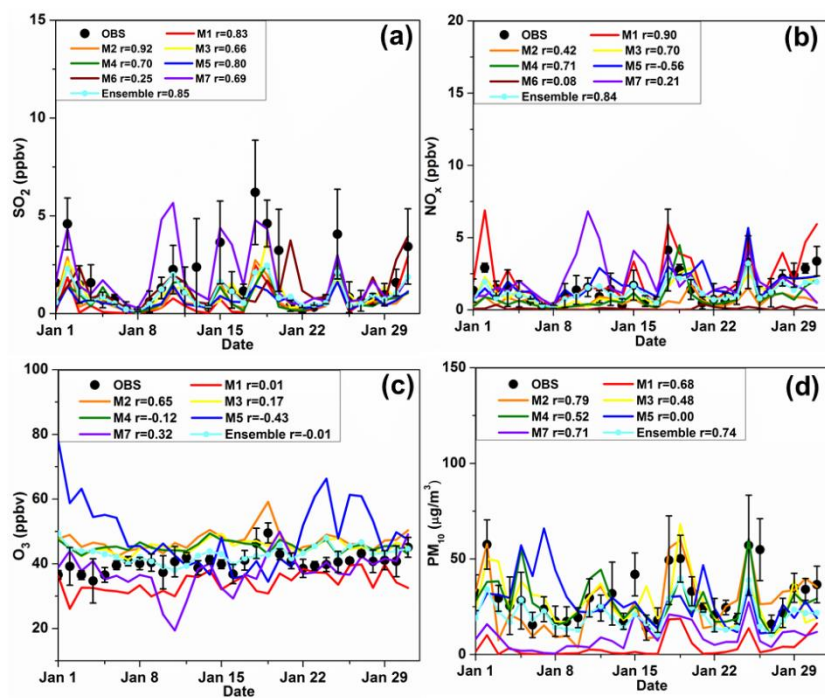 (a)
OBS M1 r=0.83
M2 r=0.92 M3 r=0.66
M4 r=0.70 M5 r=0.80
M6 r=0.25 M7 r=0.69
Ensemble r=0.85
15
10
5
0
SO2 (ppbv)
Jan 1 Jan 8 Jan 15 Jan 22 Jan 29
Date
(b)
OBS M1 r=0.90
M2 r=0.42 M3 r=0.70
M4 r=0.71 M5 r=-0.56
M6 r=0.08 M7 r=0.21
Ensemble r=0.84
20
15
10
5
0
NOx (ppbv)
Jan 1 Jan 8 Jan 15 Jan 22 Jan 29
Date
(c)
OBS M1 r=0.01
M2 r=0.65 M3 r=0.17
M4 r=-0.12 M5 r=-0.43
M7 r=0.32 Ensemble r=-0.01
100
80
60
40
20
O3 (ppbv)
Jan 1 Jan 8 Jan 15 Jan 22 Jan 29
Date
(d)
OBS M1 r=0.68
M2 r=0.79 M3 r=0.48
M4 r=0.52 M5 r=0.00
M7 r=0.71 Ensemble r=0.74
150
100
50
0
PM10 (μg/m3)
Jan 1 Jan 8 Jan 15 Jan 22 Jan 29
Date